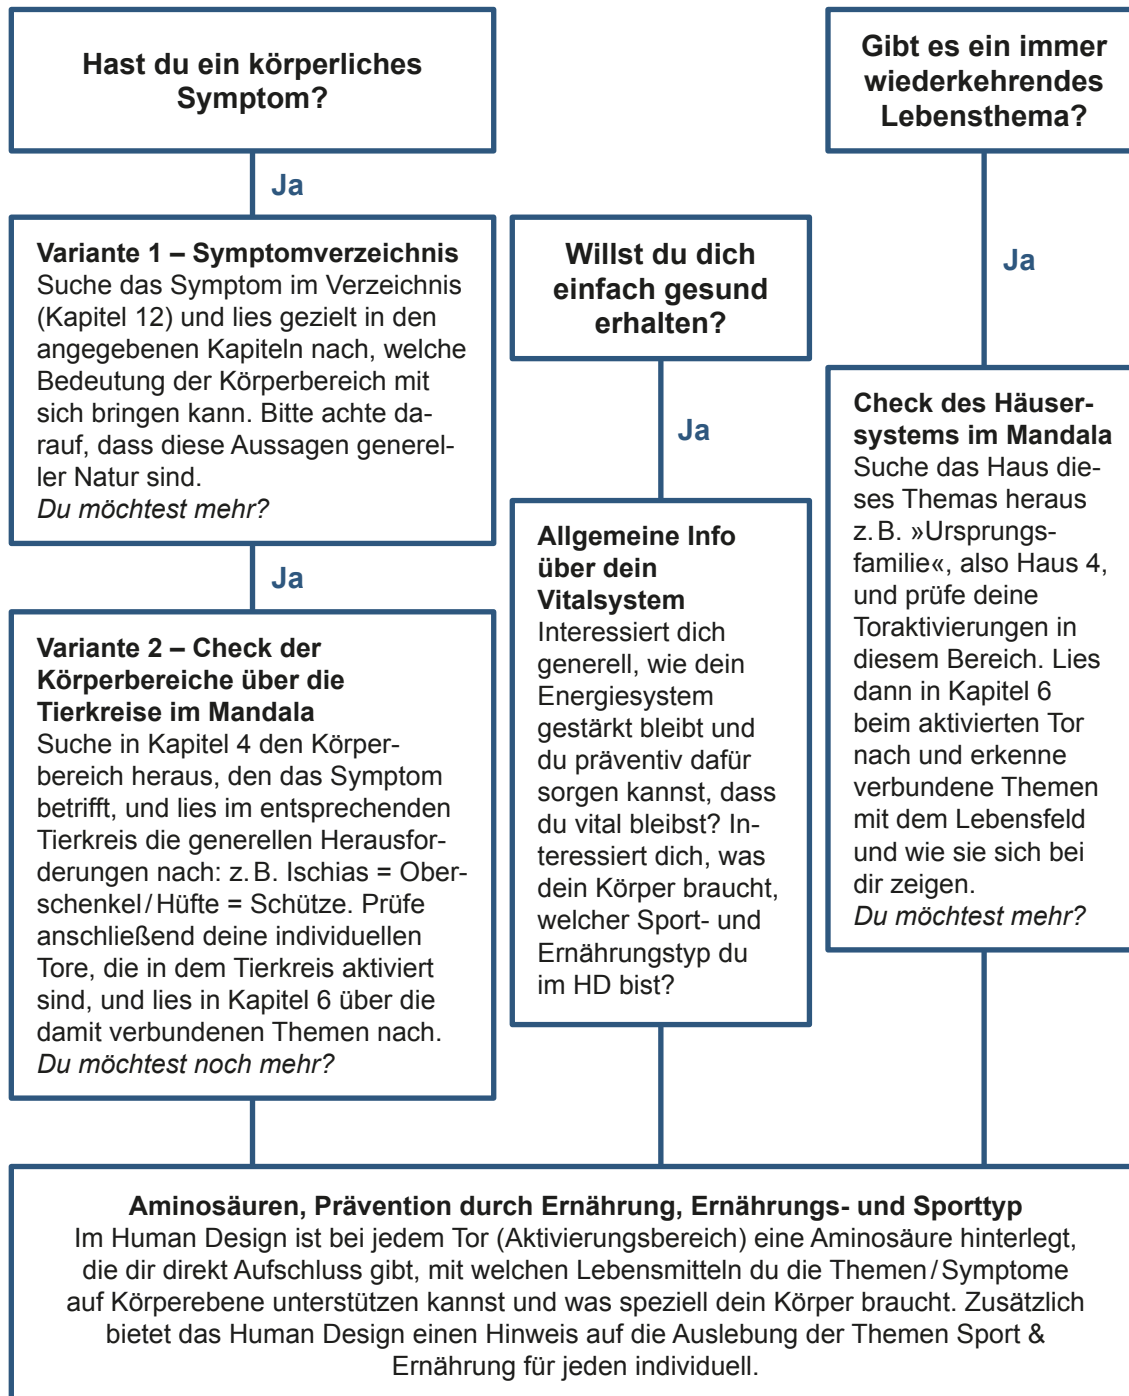 Hast du ein körperliches
Symptom?
Ja
Variante 1 – Symptomverzeichnis
Suche das Symptom im Verzeichnis
(Kapitel 12) und lies gezielt in den
angegebenen Kapiteln nach, welche
Bedeutung der Körperbereich mit
sich bringen kann. Bitte achte da-
rauf, dass diese Aussagen generel-
ler Natur sind.
Du möchtest mehr?
Ja
Variante 2 – Check der
Körperbereiche über die
Tierkreise im Mandala
Suche in Kapitel 4 den Körper-
bereich heraus, den das Symptom
betrifft, und lies im entsprechenden
Tierkreis die generellen Herausfor-
derungen nach: z. B. Ischias = Ober-
schenkel / Hüfte = Schütze. Prüfe
anschließend deine individuellen
Tore, die in dem Tierkreis aktiviert
sind, und lies in Kapitel 6 über die
damit verbundenen Themen nach.
Du möchtest noch mehr?
Willst du dich
einfach gesund
erhalten?
Ja
Allgemeine Info
über dein
Vitalsystem
Interessiert dich
generell, wie dein
Energiesystem
gestärkt bleibt und
du präventiv dafür
sorgen kannst, dass
du vital bleibst? In-
teressiert dich, was
dein Körper braucht,
welcher Sport- und
Ernährungstyp du
im HD bist?
Gibt es ein immer
wiederkehrendes
Lebensthema?
Ja
Check des Häuser-
systems im Mandala
Suche das Haus die-
ses Themas heraus
z. B. »Ursprungs-
familie«, also Haus 4,
und prüfe deine
Toraktivierungen in
diesem Bereich. Lies
dann in Kapitel 6
beim aktivierten Tor
nach und erkenne
verbundene Themen
mit dem Lebensfeld
und wie sie sich bei
dir zeigen.
Du möchtest mehr?
Aminosäuren, Prävention durch Ernährung, Ernährungs- und Sporttyp
Im Human Design ist bei jedem Tor (Aktivierungsbereich) eine Aminosäure hinterlegt,
die dir direkt Aufschluss gibt, mit welchen Lebensmitteln du die Themen / Symptome
auf Körperebene unterstützen kannst und was speziell dein Körper braucht. Zusätzlich
bietet das Human Design einen Hinweis auf die Auslebung der Themen Sport &
Ernährung für jeden individuell.